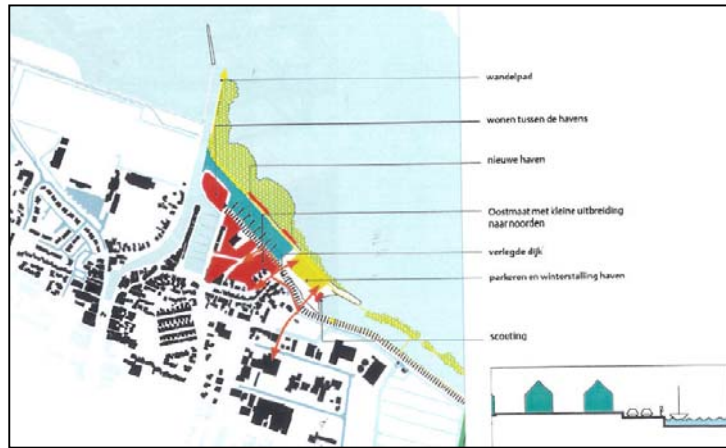 wandelpad
wonen tussen de havens
nieuwe haven
Oostmaat met kleine uitbreiding
naar noorden
verlegde dijk
parkeren en winterstalling haven
scouting